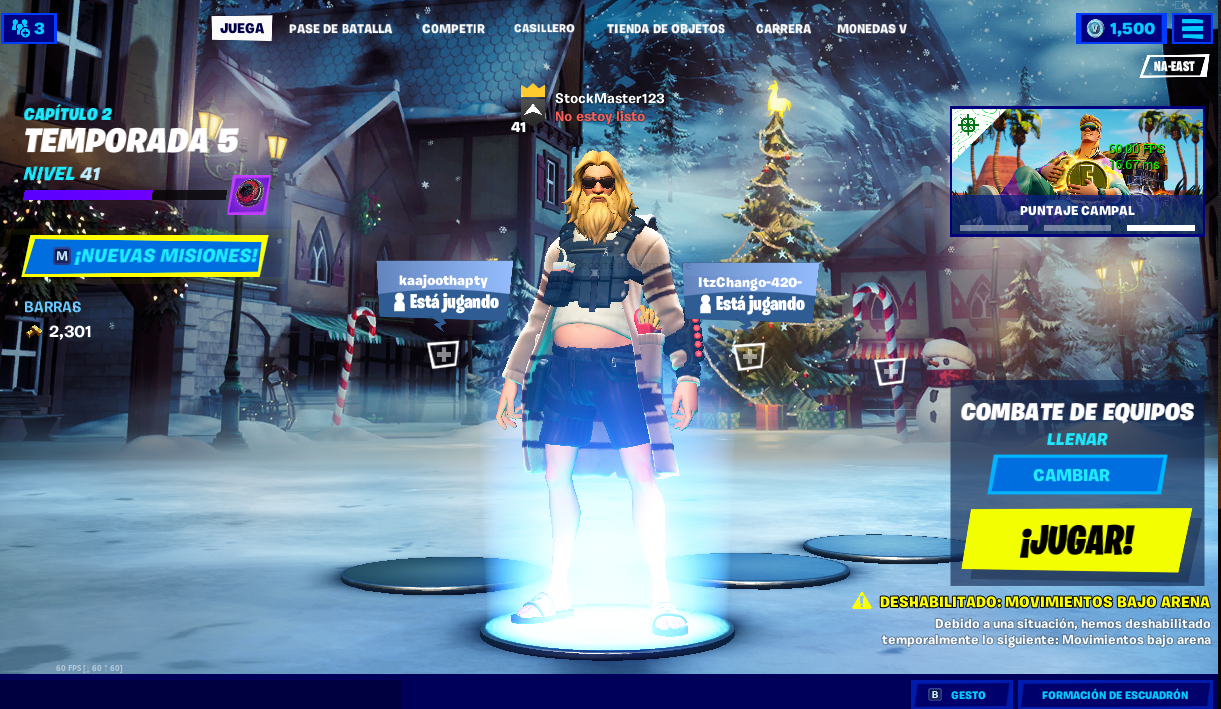 3
JUEGA
PASE DE BATALLA
COMPETIR
CASILLERO
TIENDA DE OBJETOS
CARRERA
MONEDAS V
1,500
NA-EAST
StockMaster123
No estoy listo
41
CAPÍTULO 2
TEMPORADA 5
NIVEL 41
M ¡NUEVAS MISIONES!
BARRAS
2,301
60.00 FPS
16.67 ms
PUNTAJE CAMPAL
kaajoothapty
Está jugando
ItzChango-420-
Está jugando
COMBATE DE EQUIPOS
LLENAR
CAMBIAR
¡JUGAR!
DESHABILITADO: MOVIMIENTOS BAJO ARENA
Debido a una situación, hemos deshabilitado
temporalmente lo siguiente: Movimientos bajo arena
B GESTO
FORMACIÓN DE ESCUADRÓN